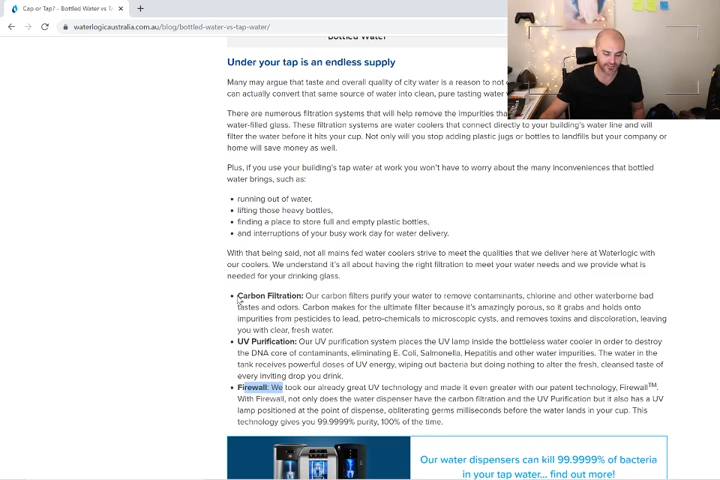 Cap or Tap? - Bottled Water vs Ta
waterlogicaustralia.com.au/blog/bottled-water-vs-tap-water/
Bottled Water
Under your tap is an endless supply
Many may argue that taste and overall quality of city water is a reason to not
can actually convert that same source of water into clean, pure tasting water
There are numerous filtration systems that will help remove the impurities tha
water-filled glass. These filtration systems are water coolers that connect directly to your building's water line and will
filter the water before it hits your cup. Not only will you stop adding plastic jugs or bottles to landfills but your company or
home will save money as well.
Plus, if you use your building's tap water at work you won't have to worry about the many inconveniences that bottled
water brings, such as:
• running out of water,
• lifting those heavy bottles,
• finding a place to store full and empty plastic bottles,
• and interruptions of your busy work day for water delivery.
With that being said, not all mains fed water coolers strive to meet the qualities that we deliver here at Waterlogic with
our coolers. We understand it's all about having the right filtration to meet your water needs and we provide what is
needed for your drinking glass.
• Carbon Filtration: Our carbon filters purify your water to remove contaminants, chlorine and other waterborne bad
tastes and odors. Carbon makes for the ultimate filter because it's amazingly porous, so it grabs and holds onto
impurities from pesticides to lead, petro-chemicals to microscopic cysts, and removes toxins and discoloration, leaving
you with clear, fresh water.
• UV Purification: Our UV purification system places the UV lamp inside the bottleless water cooler in order to destroy
the DNA core of contaminants, eliminating E. Coli, Salmonella, Hepatitis and other water impurities. The water in the
tank receives powerful doses of UV energy, wiping out bacteria but doing nothing to alter the fresh, cleansed taste of
every inviting drop you drink.
• Firewall: We took our already great UV technology and made it even greater with our patent technology, Firewall™.
With Firewall, not only does the water dispenser have the carbon filtration and the UV Purification but it also has a UV
lamp positioned at the point of dispense, obliterating germs milliseconds before the water lands in your cup. This
technology gives you 99.9999% purity, 100% of the time.
Our water dispensers can kill 99.9999% of bacteria
in your tap water... find out more!